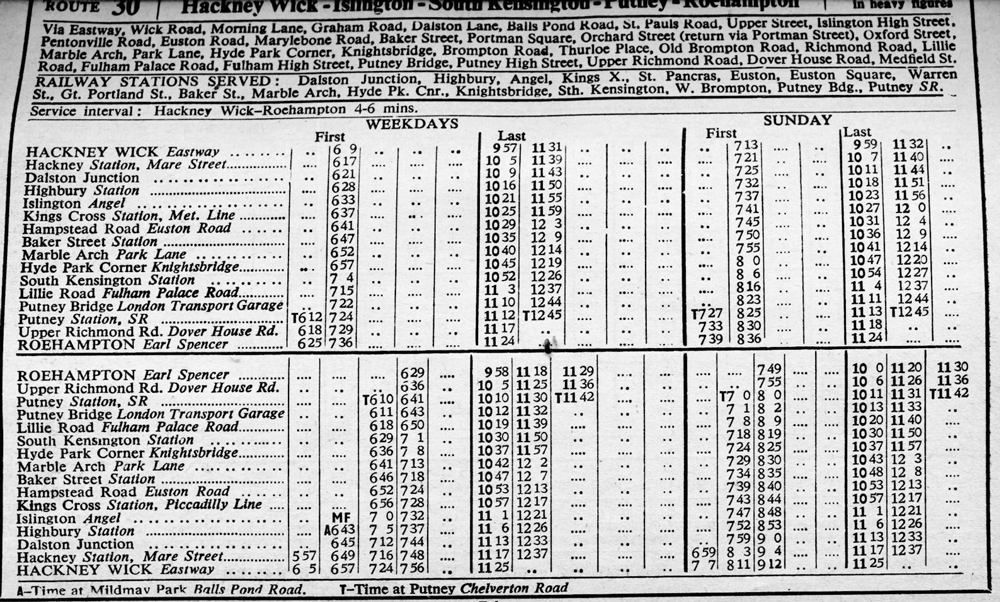 ROUTE 30 Hackney Wick - Islington - South Kensington - Putney - Roehampton in heavy figures
Via Eastway, Wick Road, Morning Lane, Graham Road, Dalston Lane, Balls Pond Road, St. Pauls Road, Upper Street, Islington High Street,
Pentonville Road, Euston Road, Marylebone Road, Baker Street, Portman Square, Orchard Street (return via Portman Street), Oxford Street,
Marble Arch, Park Lane, Hyde Park Corner, Knightsbridge, Brompton Road, Thurloe Place, Old Brompton Road, Richmond Road, Lillie
Road, Fulham Palace Road, Fulham High Street, Putney Bridge, Putney High Street, Upper Richmond Road, Dover House Road, Medfield St.
RAILWAY STATIONS SERVED: Dalston Junction, Highbury, Angel, Kings X., St. Pancras, Euston, Euston Square, Warren
St., Gt. Portland St., Baker St., Marble Arch, Hyde Pk. Cnr., Knightsbridge, Sth. Kensington, W. Brompton, Putney Bdg., Putney SR.
Service interval: Hackney Wick–Roehampton 4-6 mins.
WEEKDAYS SUNDAY
First Last First Last
HACKNEY WICK Eastway 6 9 9 57 11 31 7 13 9 59 11 32
Hackney Station, Mare Street 6 17 10 5 11 39 7 21 10 7 11 40
Dalston Junction 6 21 10 9 11 43 7 25 10 11 11 44
Highbury Station 6 28 10 16 11 50 7 32 10 18 11 51
Islington Angel 6 33 10 21 11 55 7 37 10 23 11 56
Kings Cross Station, Met. Line 6 37 10 25 11 59 7 41 10 27 12 0
Hampstead Road Euston Road 6 41 10 29 12 3 7 45 10 31 12 4
Baker Street Station 6 47 10 35 12 9 7 50 10 36 12 9
Marble Arch Park Lane 6 52 10 40 12 14 7 55 10 41 12 14
Hyde Park Corner Knightsbridge 6 57 10 45 12 19 8 0 10 47 12 20
South Kensington Station 7 4 10 52 12 26 8 6 10 54 12 27
Lillie Road Fulham Palace Road 7 15 11 3 12 37 8 16 11 4 12 37
Putney Bridge London Transport Garage 7 22 11 10 12 44 8 23 11 11 12 44
Putney Station, SR T6 12 7 24 11 12 T12 45 T7 27 8 25 11 13 T12 45
Upper Richmond Rd. Dover House Rd. 6 18 7 29 11 17 7 33 8 30 11 18
ROEHAMPTON Earl Spencer 6 25 7 36 11 24 7 39 8 36 11 24
ROEHAMPTON Earl Spencer 6 29 9 58 11 18 11 29 7 49 10 0 11 20 11 30
Upper Richmond Rd. Dover House Rd. 6 36 10 5 11 25 11 36 7 55 10 6 11 26 11 36
Putney Station, SR T6 10 6 41 10 10 11 30 T11 42 T7 0 8 0 10 11 11 31 T11 42
Putney Bridge London Transport Garage 6 11 6 43 10 12 11 32 7 1 8 2 10 13 11 33
Lillie Road Fulham Palace Road 6 18 6 50 10 19 11 39 7 8 8 9 10 20 11 40
South Kensington Station 6 29 7 1 10 30 11 50 7 18 8 19 10 30 11 50
Hyde Park Corner Knightsbridge 6 36 7 8 10 37 11 57 7 24 8 25 10 37 11 57
Marble Arch Park Lane 6 41 7 13 10 42 12 2 7 29 8 30 10 43 12 3
Baker Street Station 6 46 7 18 10 47 12 7 7 34 8 35 10 48 12 8
Hampstead Road Euston Road 6 52 7 24 10 53 12 13 7 39 8 40 10 53 12 13
Kings Cross Station, Piccadilly Line 6 56 7 28 10 57 12 17 7 43 8 44 10 57 12 17
Islington Angel MF 7 0 7 32 11 1 12 21 7 47 8 48 11 1 12 21
Highbury Station A6 43 7 5 7 37 11 6 12 26 7 52 8 53 11 6 12 26
Dalston Junction 6 45 7 12 7 44 11 13 12 33 7 59 9 0 11 13 12 33
Hackney Station, Mare Street 5 57 6 49 7 16 7 48 11 17 12 37 6 59 8 3 9 4 11 17 12 37
HACKNEY WICK Eastway 6 5 6 57 7 24 7 56 11 25 7 7 8 11 9 12 11 25
A–Time at Mildmay Park Balls Pond Road. T–Time at Putney Chelverton Road